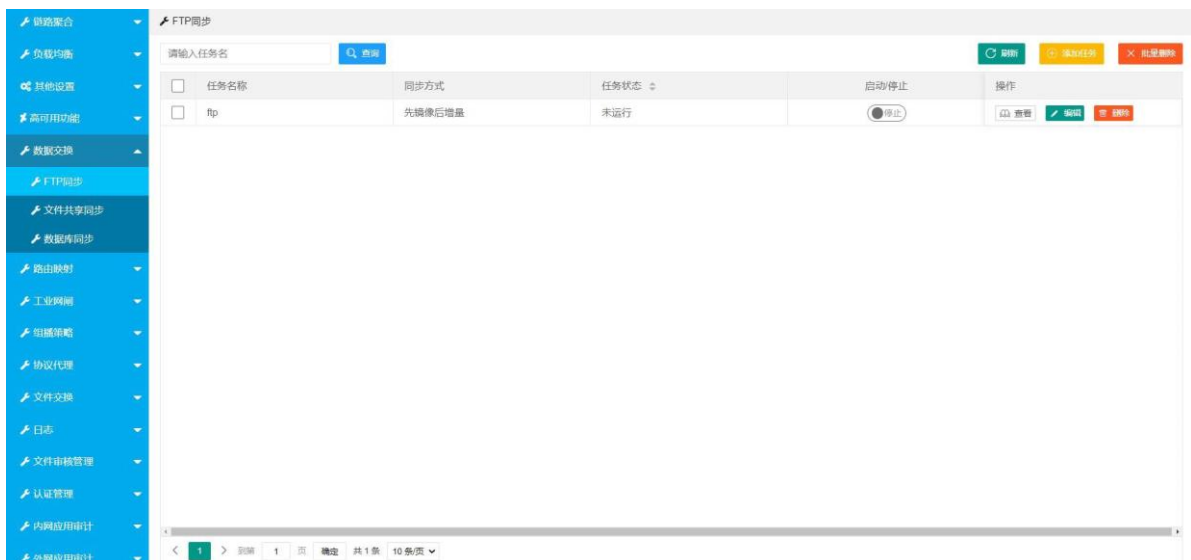 链路聚合
负载均衡
其他设置
高可用功能
数据交换
FTP同步
文件共享同步
数据库同步
路由映射
工业网闸
组播策略
协议代理
文件交换
日志
文件审核管理
认证管理
内网应用审计
外网应用审计
FTP同步
请输入任务名 查询 刷新 添加任务 批量删除
任务名称 同步方式 任务状态 启动/停止 操作
ftp 先镜像后增量 未运行 停止 查看 编辑 删除
1 到第 1 页 确定 共 1 条 10 条/页